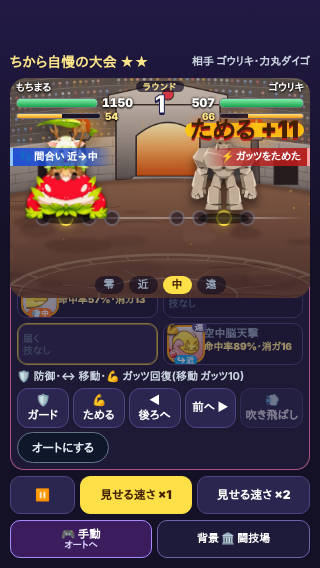 ちから自慢の大会 ★★
相手 ゴウリキ・力丸ダイゴ
もちまる
ラウンド
ゴウリキ
1150
1
507
54
66
ためる +11
間合い 近→中
⚡ ガッツをためた
零 近 中 遠
命中率57%・消ガ13
技なし
届く
技なし
遠
空中脳天撃
命中率89%・消ガ16
🛡️ 防御・↔ 移動・💪 ガッツ回復(移動 ガッツ10)
🛡️ ガード
💪 ためる
◀ 後ろへ
前へ ▶
💨 吹き飛ばし
オートにする
⏸
見せる速さ ×1
見せる速さ ×2
🎮 手動
オートへ
背景 🏛️ 闘技場